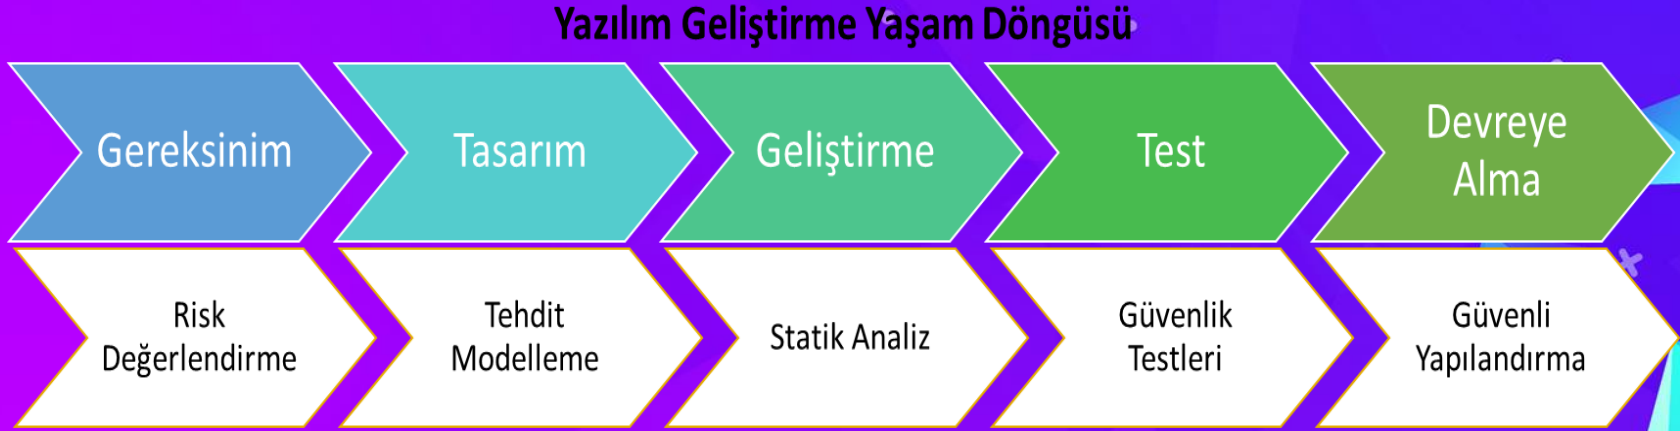 Yazılım Geliştirme Yaşam Döngüsü
Gereksinim
Tasarım
Geliştirme
Test
Devreye
Alma
Risk
Değerlendirme
Tehdit
Modelleme
Statik Analiz
Güvenlik
Testleri
Güvenli
Yapılandırma